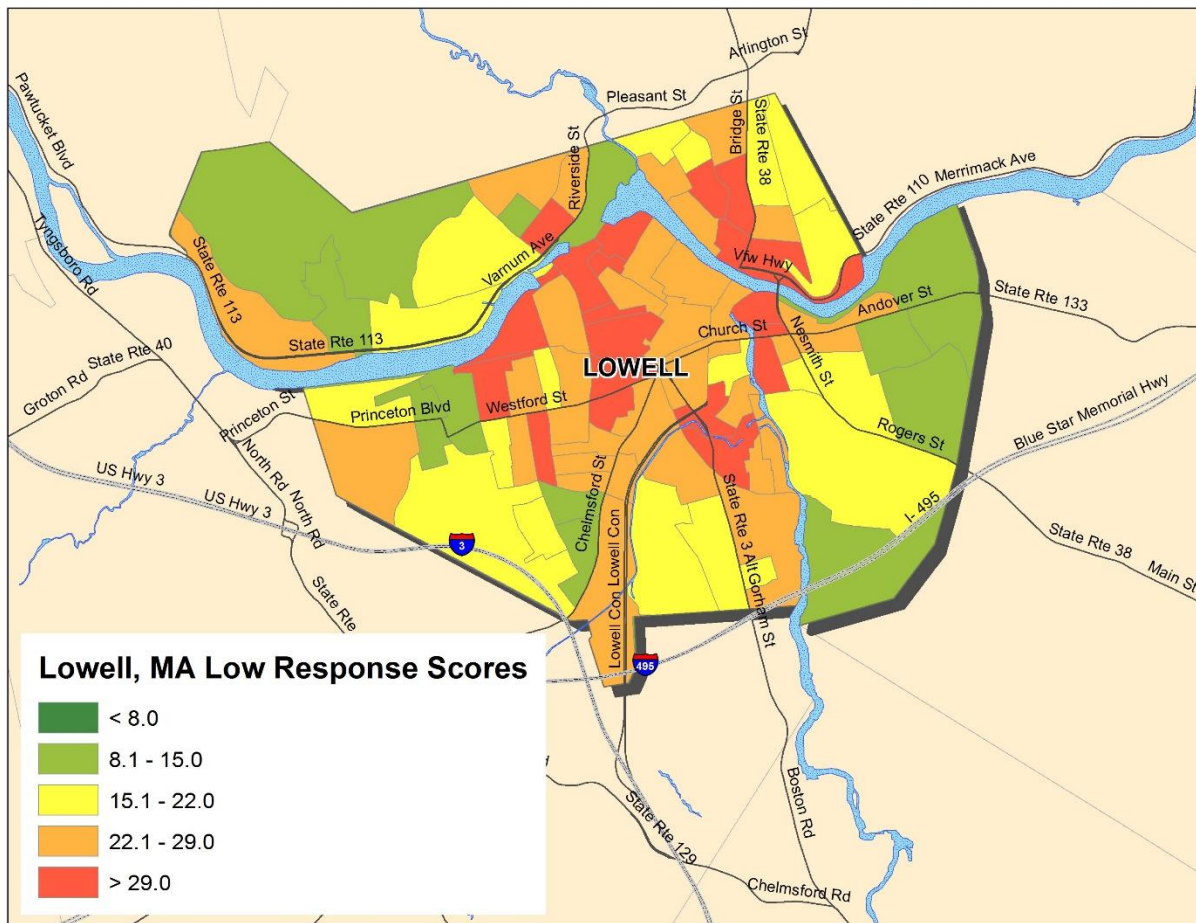 Arlington St
Pleasant St
Pawtucket Blvd
Bridge St
State Rte 38
Riverside St
Merrimack Ave
State Rte 110
Tyngsboro Rd
Varnum Ave
State Rte 113
Vfw Hwy
Andover St
State Rte 133
State Rte 113
Church St
Nesmith St
State Rte 40
Groton Rd
LOWELL
Princeton St
Princeton Blvd
Westford St
Blue Star Memorial Hwy
Rogers St
North Rd
North Rd
US Hwy 3
US Hwy 3
Chelmsford St
I- 495
State Rte 3 Alt
Gorham St
State Rte 38
Main St
3
Lowell Con
Lowell Con
State Rte
495
Lowell, MA Low Response Scores
< 8.0
8.1 - 15.0
15.1 - 22.0
22.1 - 29.0
> 29.0
Boston Rd
State Rte 129
Chelmsford Rd